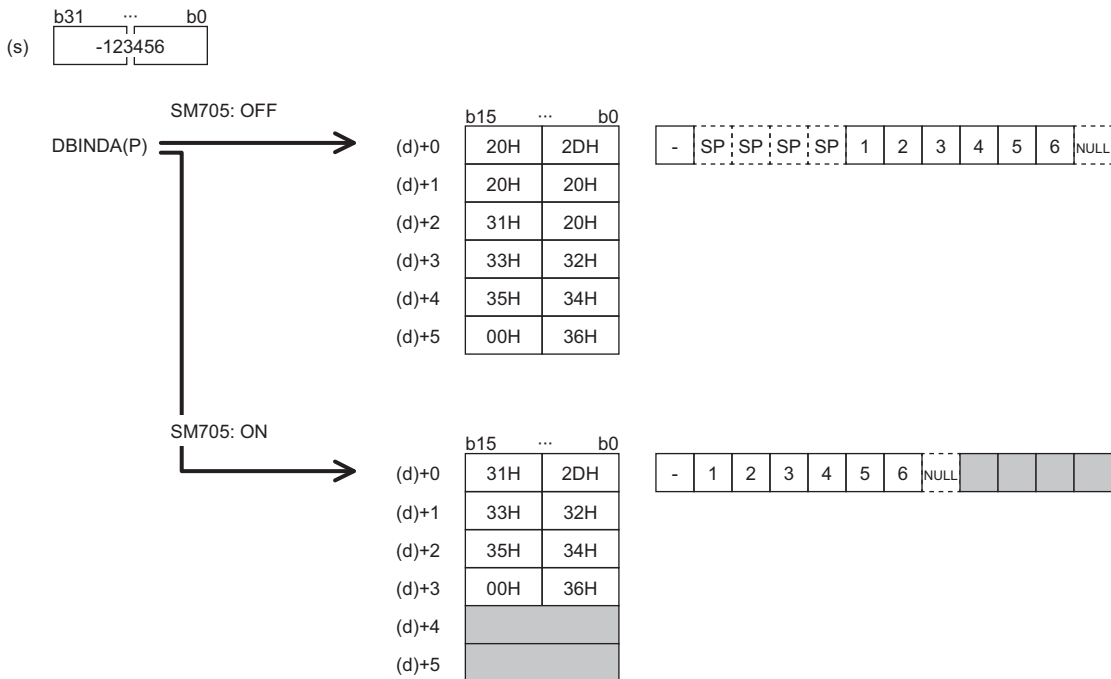 b31 ... b0
(s) -123456
SM705: OFF
DBINDA(P)
b15 ... b0
(d)+0 20H 2DH - SP SP SP SP 1 2 3 4 5 6 NULL
(d)+1 20H 20H
(d)+2 31H 20H
(d)+3 33H 32H
(d)+4 35H 34H
(d)+5 00H 36H
SM705: ON
b15 ... b0
(d)+0 31H 2DH - 1 2 3 4 5 6 NULL
(d)+1 33H 32H
(d)+2 35H 34H
(d)+3 00H 36H
(d)+4
(d)+5